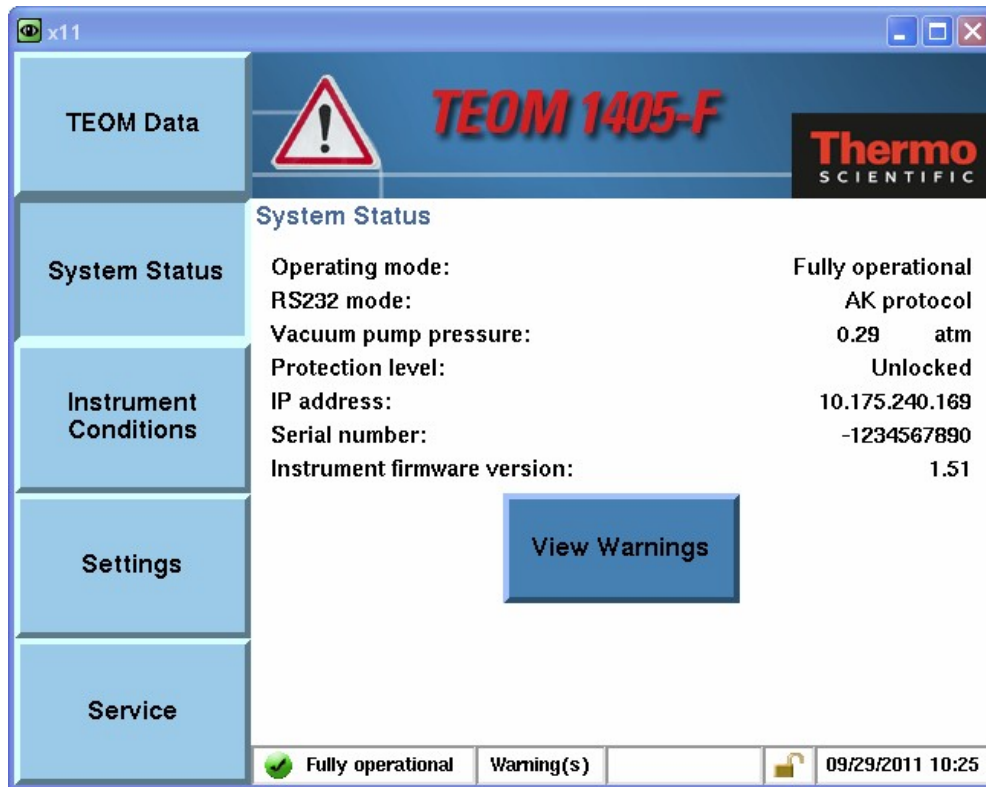 x11
TEOM Data
System Status
Instrument
Conditions
Settings
Service
TEOM 1405-F
Thermo
SCIENTIFIC
System Status
Operating mode: Fully operational
RS232 mode: AK protocol
Vacuum pump pressure: 0.29 atm
Protection level: Unlocked
IP address: 10.175.240.169
Serial number: -1234567890
Instrument firmware version: 1.51
View Warnings
Fully operational Warning(s) 09/29/2011 10:25